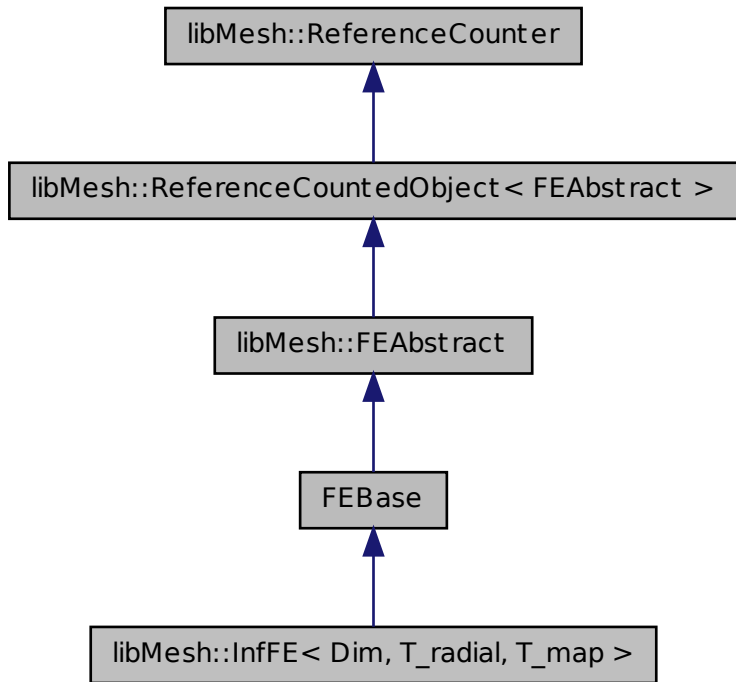 libMesh::ReferenceCounter
libMesh::ReferenceCountedObject< FEAbstract >
libMesh::FEAbstract
FEBase
libMesh::InfFE< Dim, T_radial, T_map >